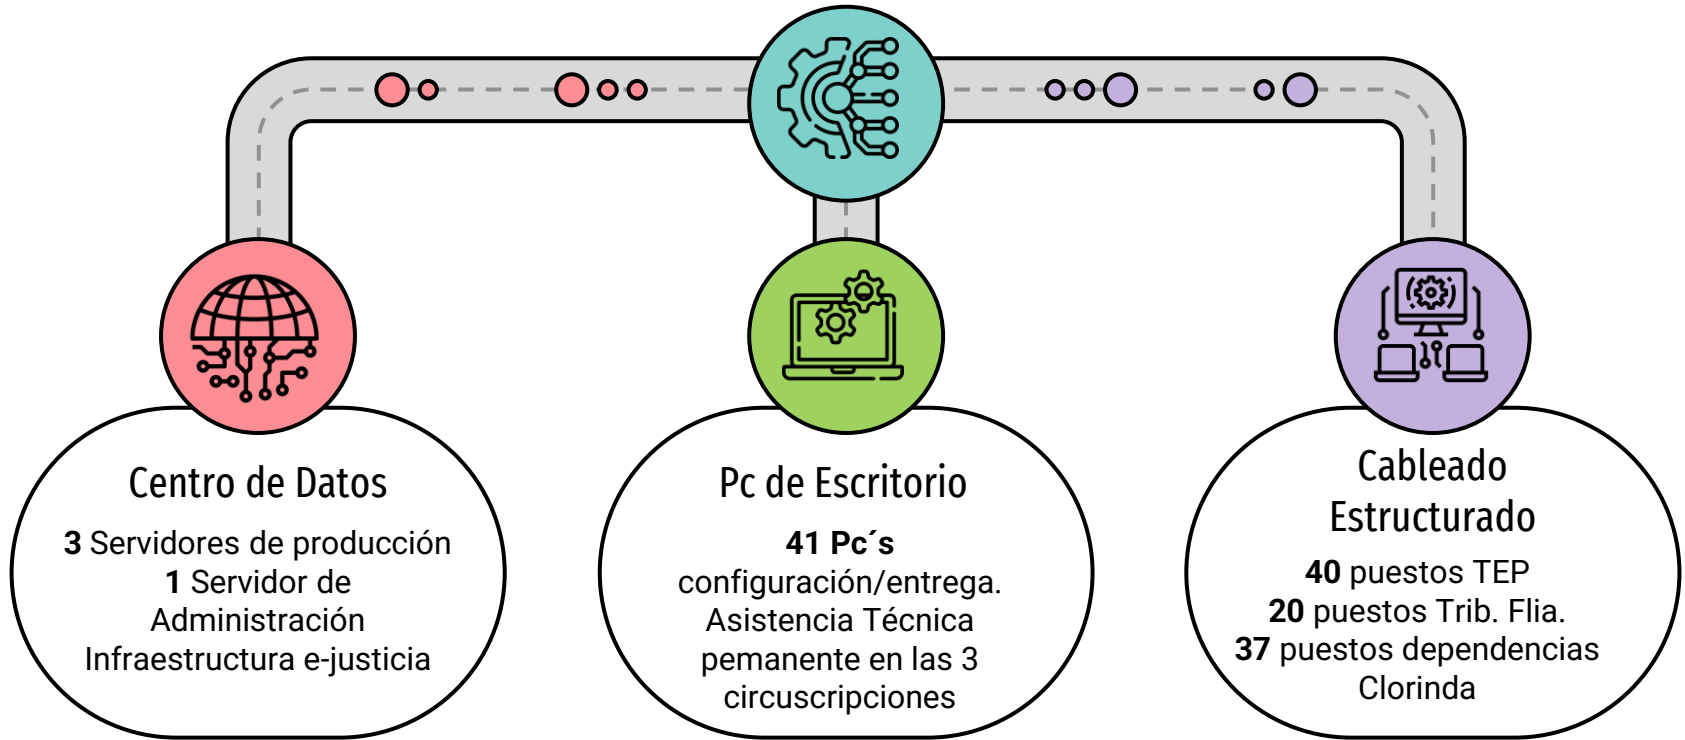 Centro de Datos
3 Servidores de producción
1 Servidor de
Administración
Infraestructura e-justicia
Pc de Escritorio
41 Pc´s
configuración/entrega.
Asistencia Técnica
pemanente en las 3
circuscripciones
Cableado
Estructurado
40 puestos TEP
20 puestos Trib. Flia.
37 puestos dependencias
Clorinda